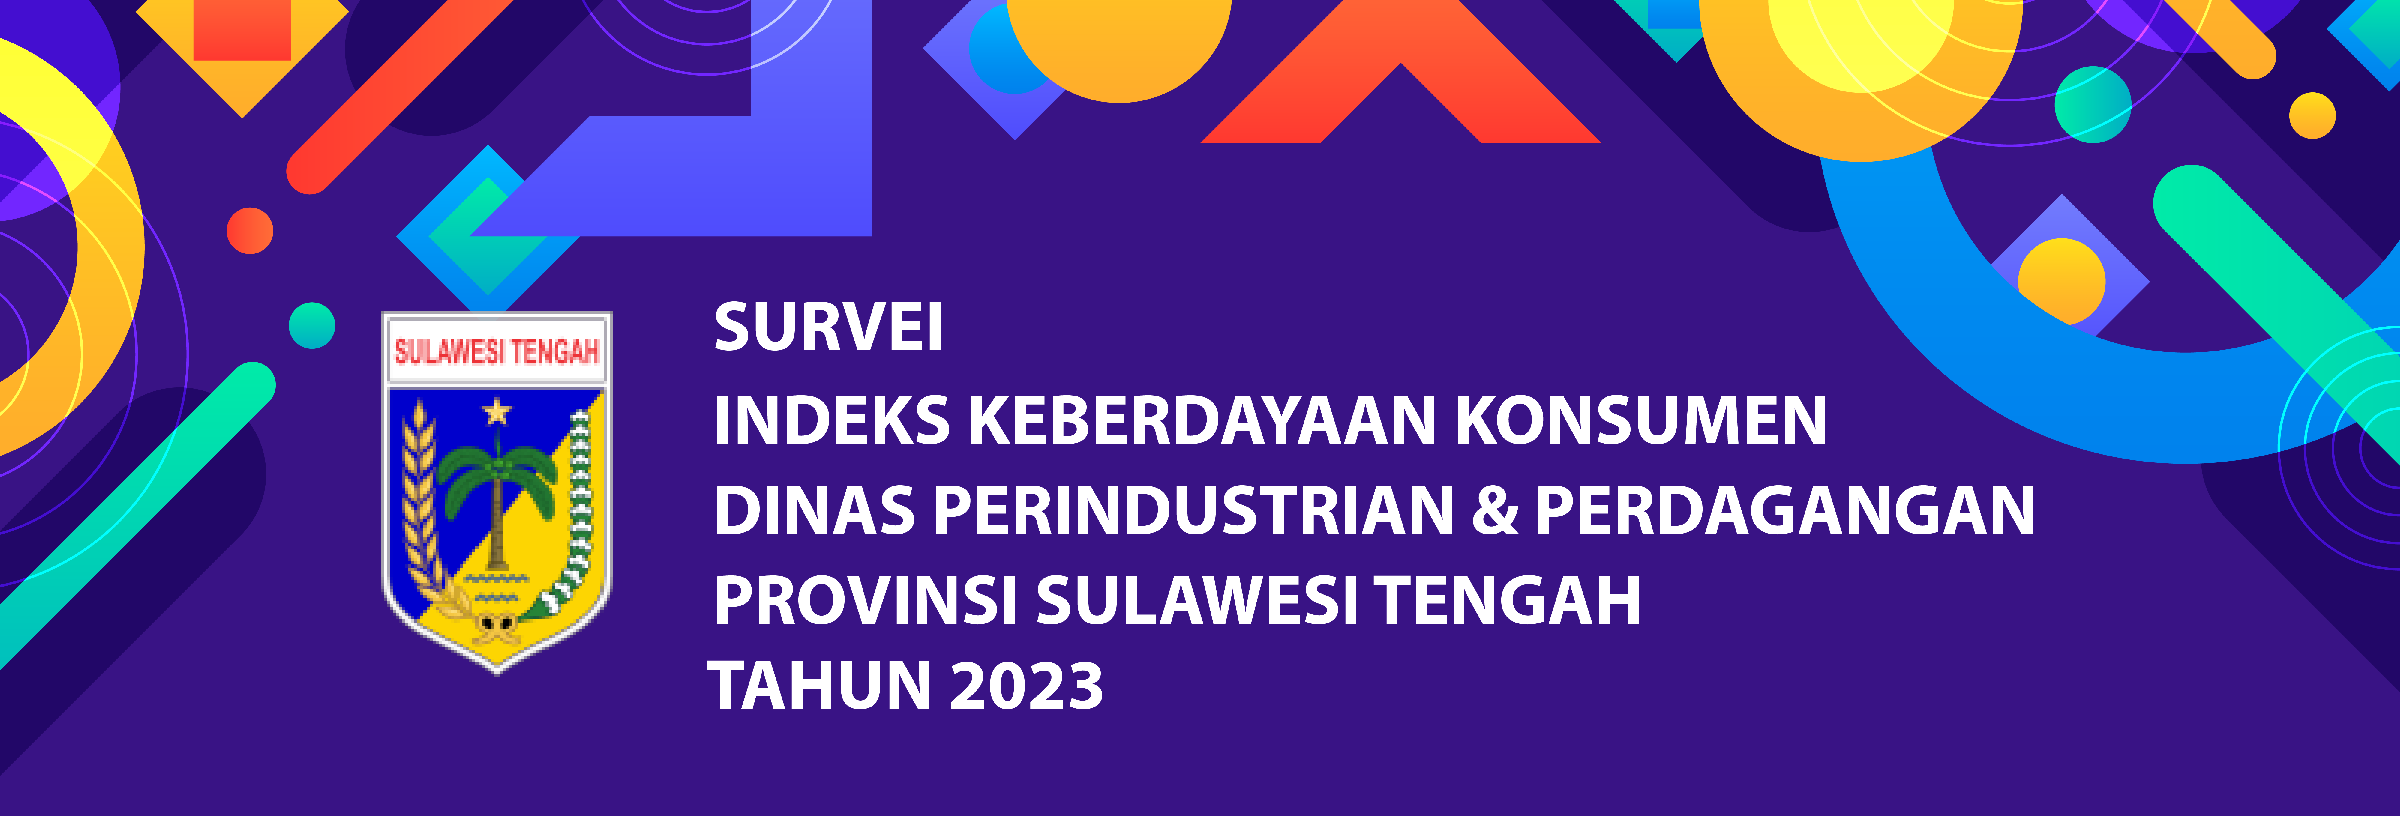 SULAWESI TENGAH
SURVEI
INDEKS KEBERDAYAAN KONSUMEN
DINAS PERINDUSTRIAN & PERDAGANGAN
PROVINSI SULAWESI TENGAH
TAHUN 2023